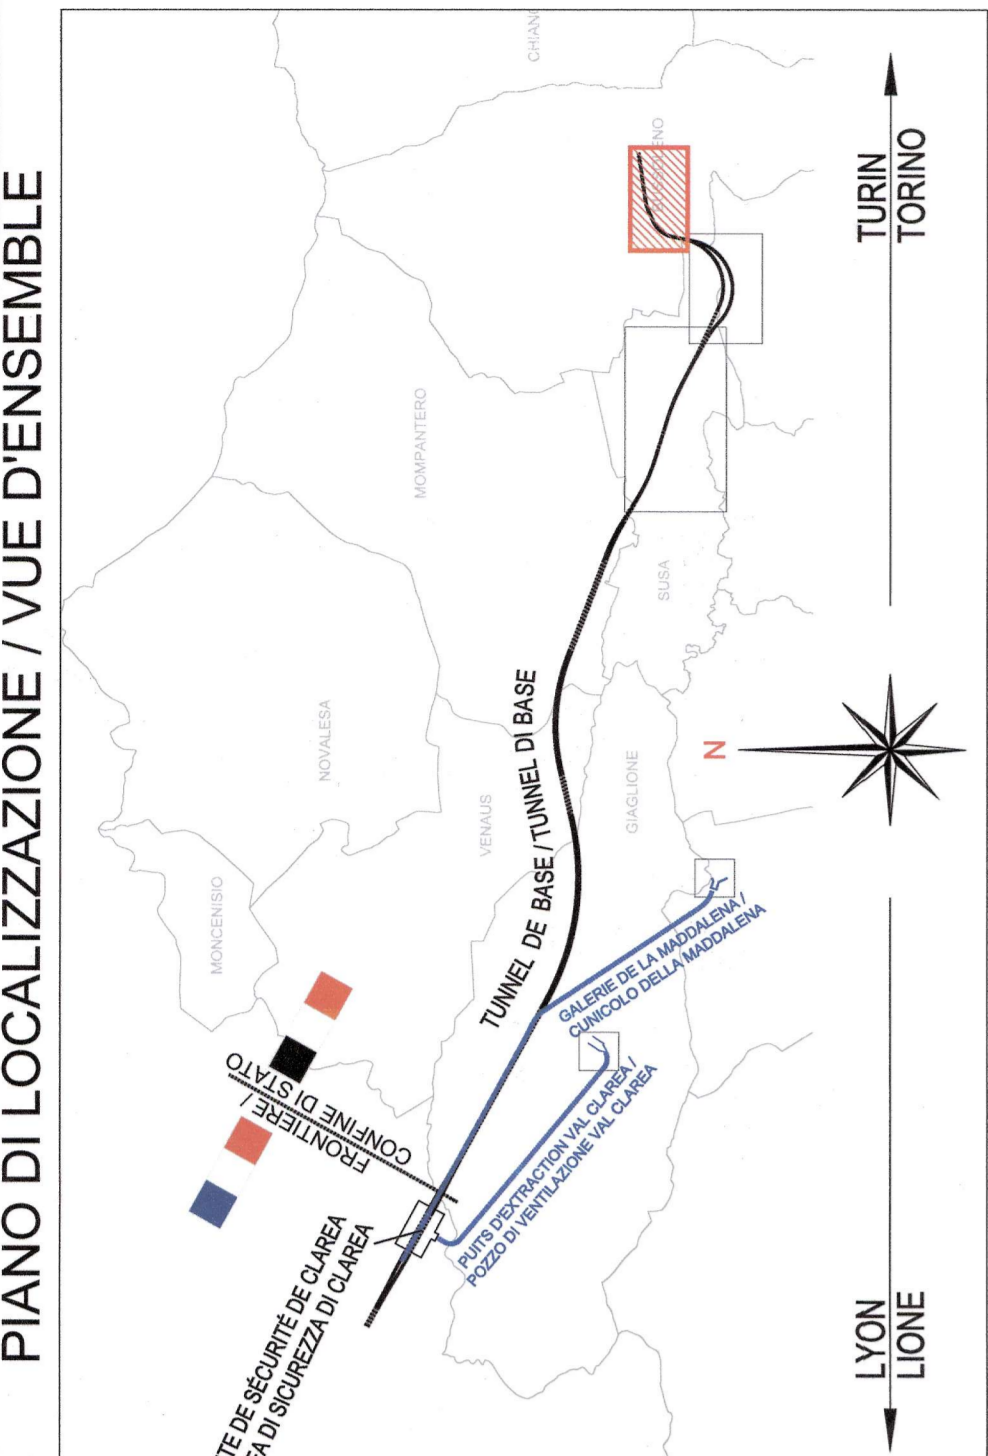 PIANO DI LOCALIZZAZIONE / VUE D'ENSEMBLE
CHIAN
MOMPANTERO
SUSA
NOVALESA
VENAUS
GIAGLIONE
MONCENISIO
TUNNEL DE BASE / TUNNEL DI BASE
GALERIE DE LA MADDALENA /
CUNICOLO DELLA MADDALENA
PUITS D'EXTRACTION VAL CLAREA /
POZZO DI VENTILAZIONE VAL CLAREA
FRONTIERE /
CONFINE DI STATO
TE DE SÉCURITÉ DE CLAREA
EA DI SICUREZZA DI CLAREA
N
TURIN
TORINO
LYON
LIONE